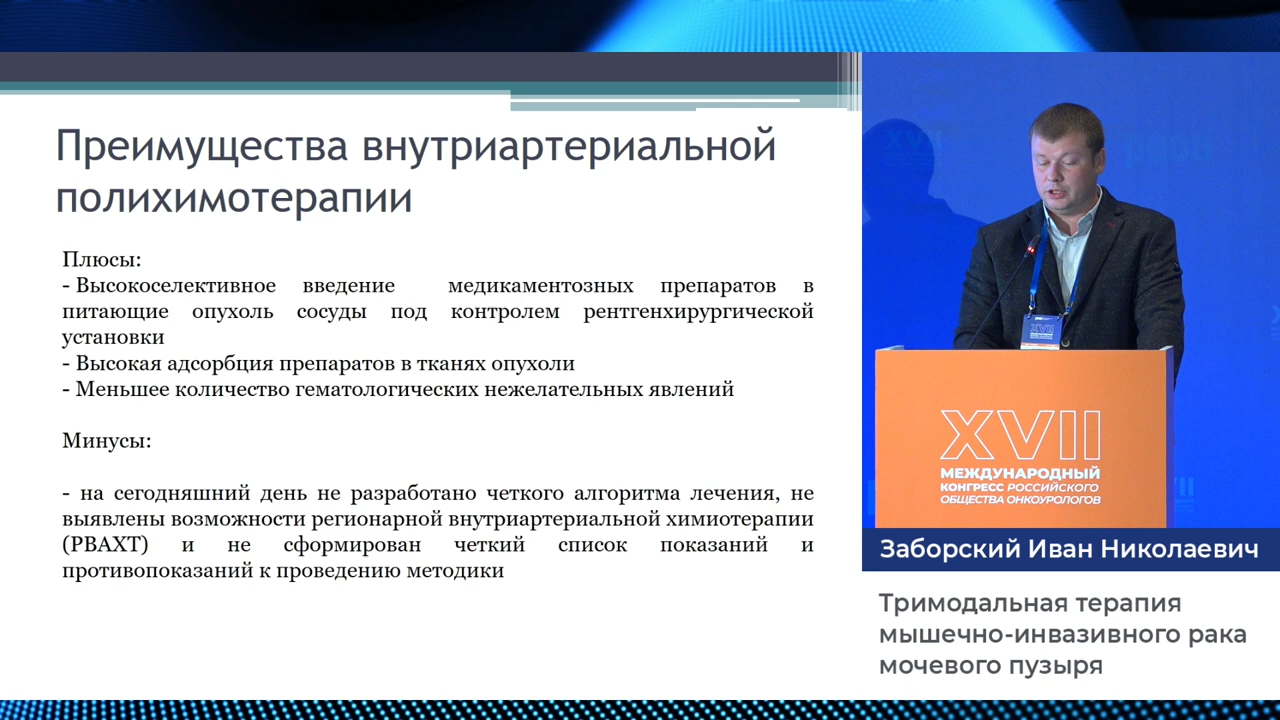 Преимущества внутриартериальной
полихимотерапии
Плюсы:
- Высокоселективное введение медикаментозных препаратов в
питающие опухоль сосуды под контролем рентгенхирургической
установки
- Высокая адсорбция препаратов в тканях опухоли
- Меньшее количество гематологических нежелательных явлений
Минусы:
- на сегодняшний день не разработано четкого алгоритма лечения, не
выявлены возможности регионарной внутриартериальной химиотерапии
(РВАХТ) и не сформирован четкий список показаний и
противопоказаний к проведению методики
XVII
XVII
МЕЖДУНАРОДНЫЙ
КОНГРЕСС РОССИЙСКОГО
ОБЩЕСТВА ОНКОУРОЛОГОВ
Заборский Иван Николаевич
Тримодальная терапия
мышечно-инвазивного рака
мочевого пузыря